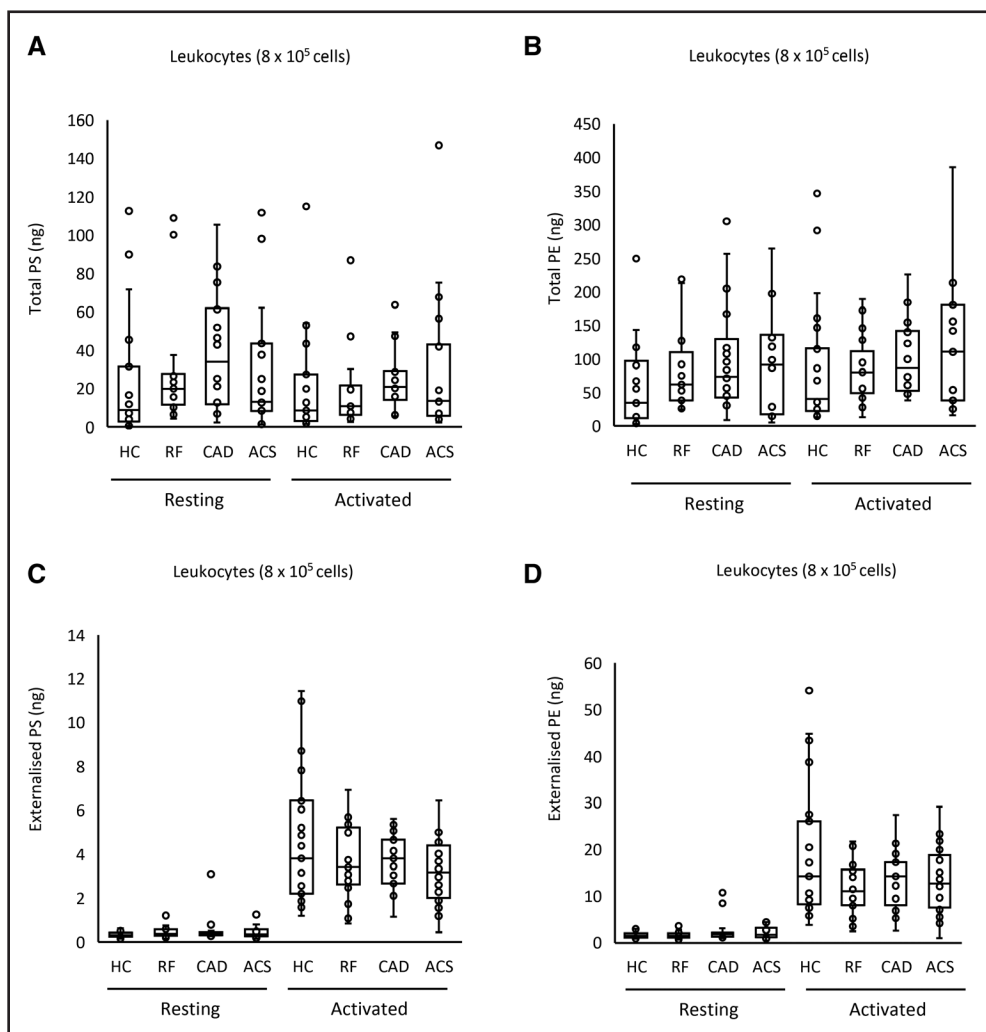 A
Leukocytes (8 x 10⁵ cells)
Total PS (ng)
160
140
120
100
80
60
40
20
0
HC RF CAD ACS HC RF CAD ACS
Resting Activated
B
Leukocytes (8 x 10⁵ cells)
Total PE (ng)
450
400
350
300
250
200
150
100
50
0
HC RF CAD ACS HC RF CAD ACS
Resting Activated
C
Leukocytes (8 x 10⁵ cells)
Externalised PS (ng)
14
12
10
8
6
4
2
0
HC RF CAD ACS HC RF CAD ACS
Resting Activated
D
Leukocytes (8 x 10⁵ cells)
Externalised PE (ng)
60
50
40
30
20
10
0
HC RF CAD ACS HC RF CAD ACS
Resting Activated